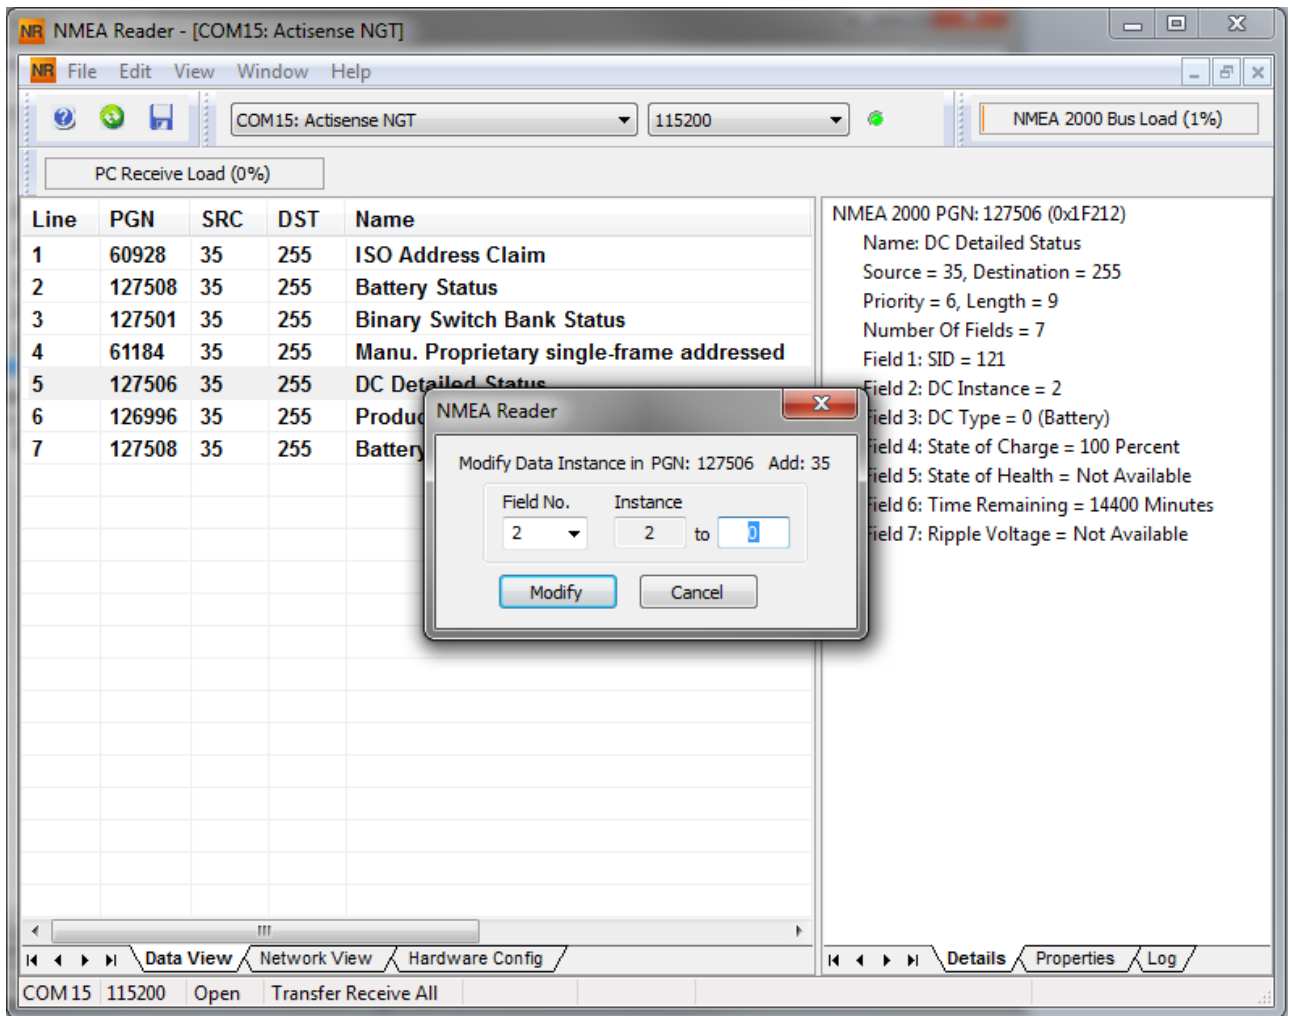 NR NMEA Reader - [COM15: Actisense NGT]
NR File Edit View Window Help
COM15: Actisense NGT 115200 NMEA 2000 Bus Load (1%)
PC Receive Load (0%)
Line PGN SRC DST Name
1 60928 35 255 ISO Address Claim
2 127508 35 255 Battery Status
3 127501 35 255 Binary Switch Bank Status
4 61184 35 255 Manu. Proprietary single-frame addressed
5 127506 35 255 DC Detailed Status
6 126996 35 255 Produc
7 127508 35 255 Battery
NMEA Reader
Modify Data Instance in PGN: 127506 Add: 35
Field No. Instance
2 2 to 0
Modify Cancel
NMEA 2000 PGN: 127506 (0x1F212)
Name: DC Detailed Status
Source = 35, Destination = 255
Priority = 6, Length = 9
Number Of Fields = 7
Field 1: SID = 121
Field 2: DC Instance = 2
Field 3: DC Type = 0 (Battery)
Field 4: State of Charge = 100 Percent
Field 5: State of Health = Not Available
Field 6: Time Remaining = 14400 Minutes
Field 7: Ripple Voltage = Not Available
Data View Network View Hardware Config
Details Properties Log
COM 15 115200 Open Transfer Receive All